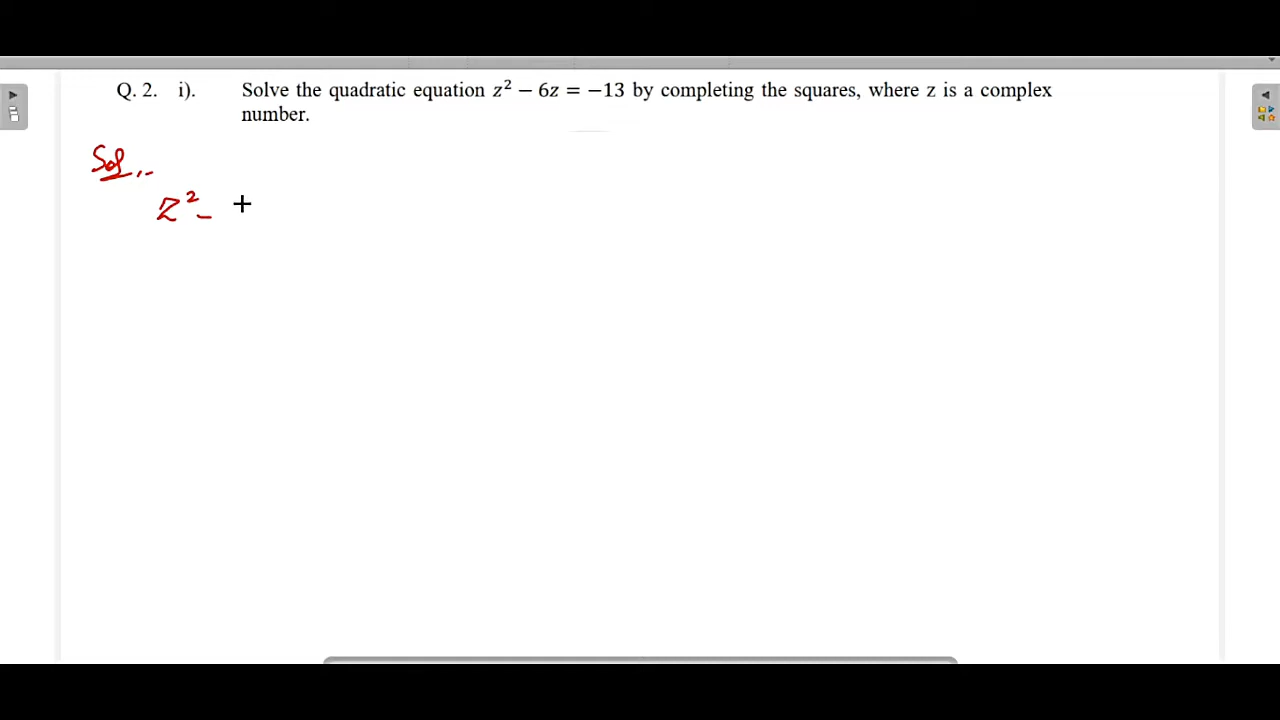 Q. 2. i). Solve the quadratic equation z² − 6z = −13 by completing the squares, where z is a complex
number.
Sol :-
Z² -